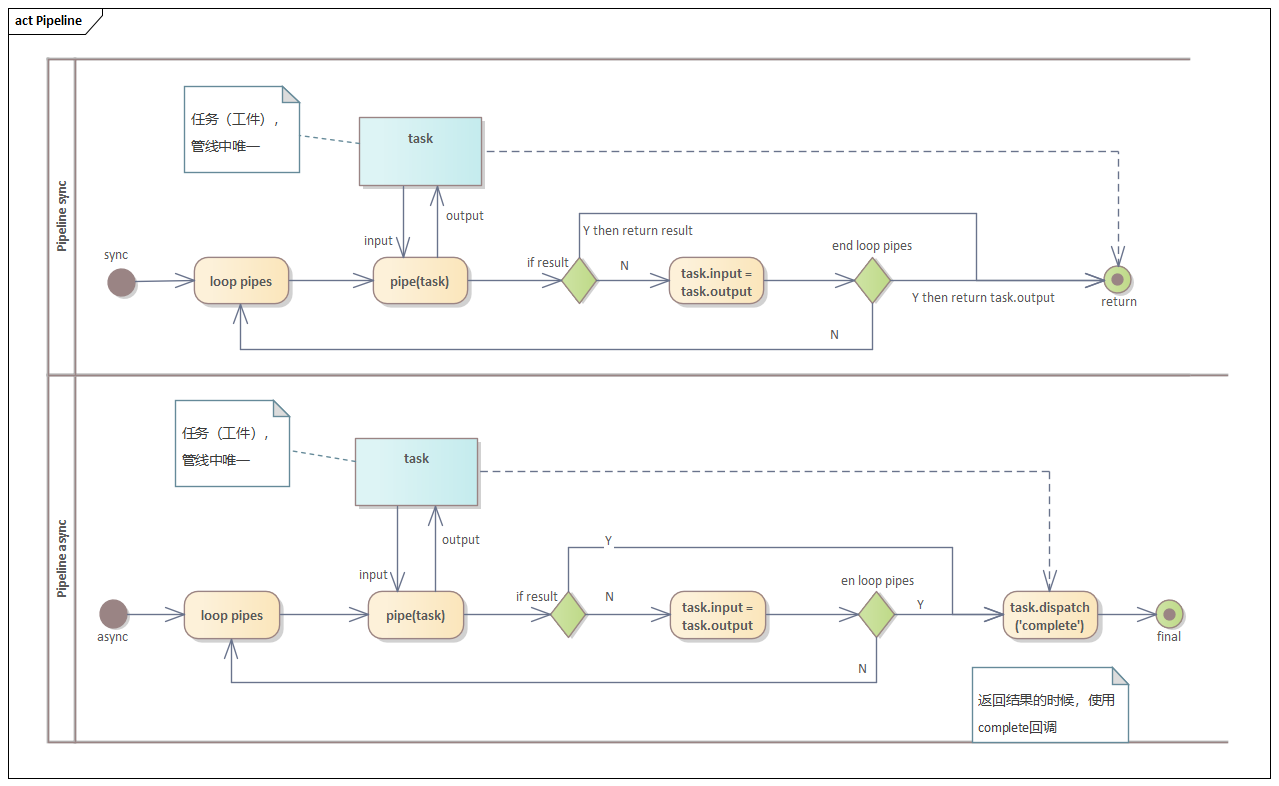 act Pipeline
Pipeline sync
任务（工件），
管线中唯一
task
input
output
sync
loop pipes
pipe(task)
if result
Y then return result
N
task.input =
task.output
end loop pipes
Y then return task.output
N
return
Pipeline async
任务（工件），
管线中唯一
task
input
output
async
loop pipes
pipe(task)
if result
Y
N
task.input =
task.output
en loop pipes
Y
N
task.dispatch
('complete')
final
返回结果的时候，使用
complete回调